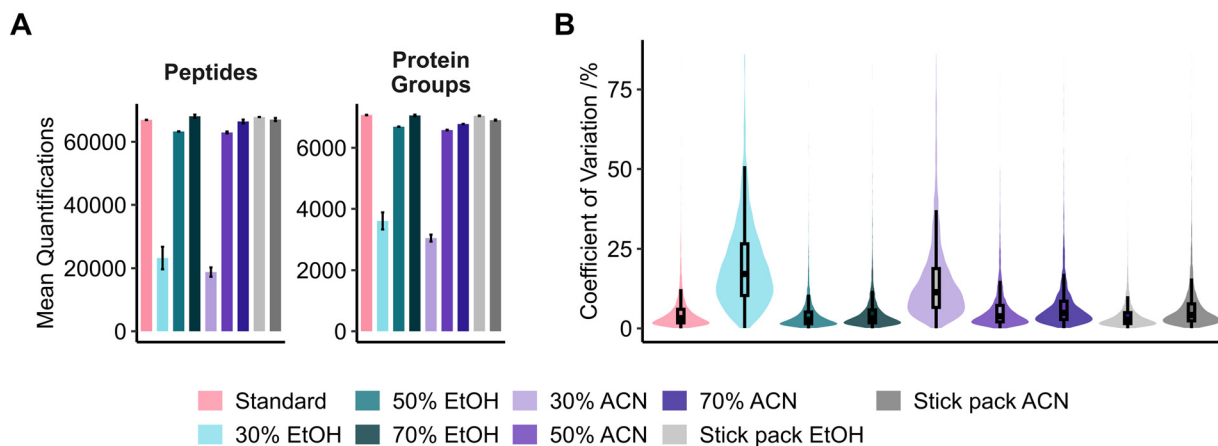 A
Peptides
Protein
Groups
Mean Quantifications
60000
40000
20000
0
6000
4000
2000
0
B
Coefficient of Variation /%
75
50
25
0
Standard
50% EtOH
30% ACN
70% ACN
Stick pack ACN
30% EtOH
70% EtOH
50% ACN
Stick pack EtOH